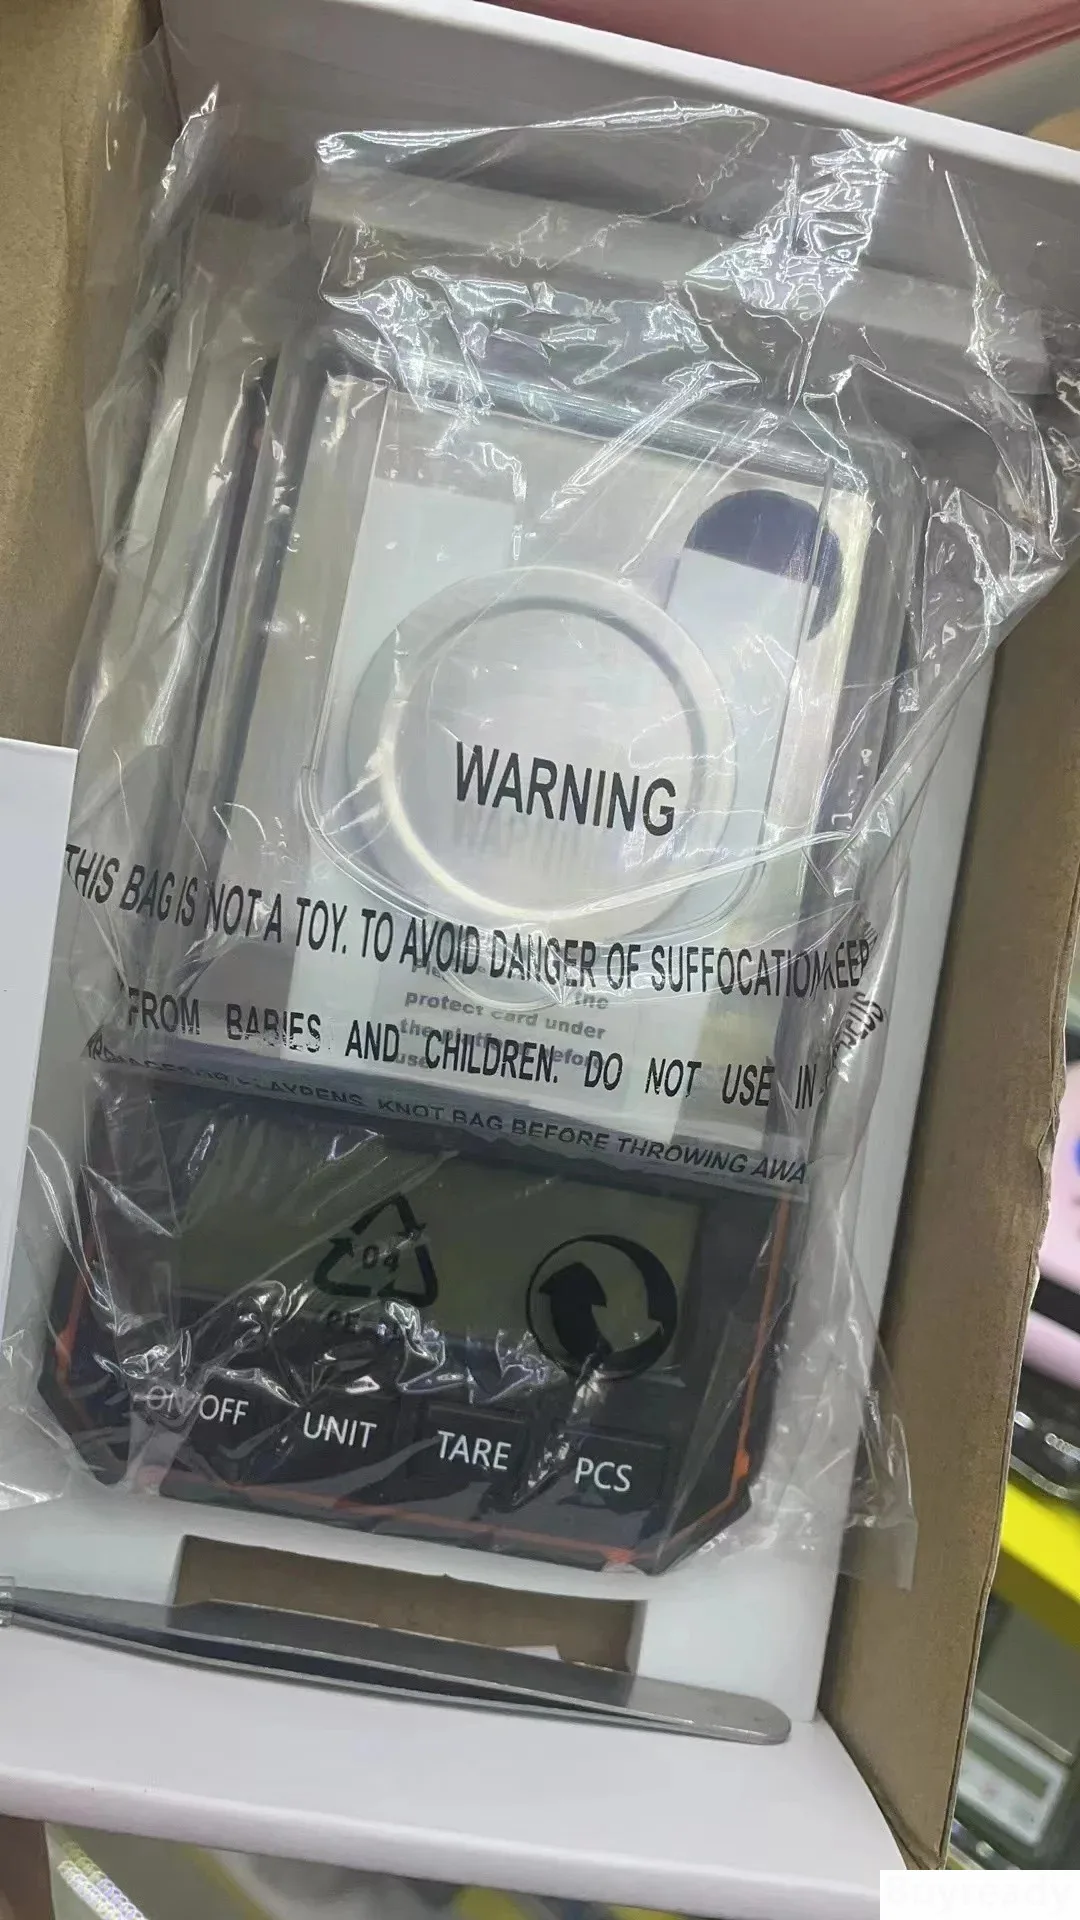 WARNING
THIS BAG IS NOT A TOY. TO AVOID DANGER OF SUFFOCATION KEEP
protect card under
FROM BABIES AND CHILDREN. DO NOT USE IN
KNOT BAG BEFORE THROWING AWA
04
ON/OFF
UNIT
TARE
PCS